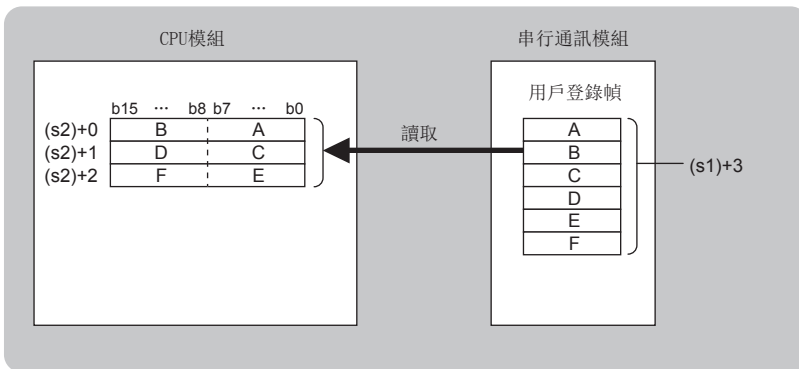 CPU模組
串行通訊模組
用戶登錄幀
b15 … b8 b7 … b0
(s2)+0 B A
(s2)+1 D C
(s2)+2 F E
讀取
A
B
C
D
E
F
(s1)+3